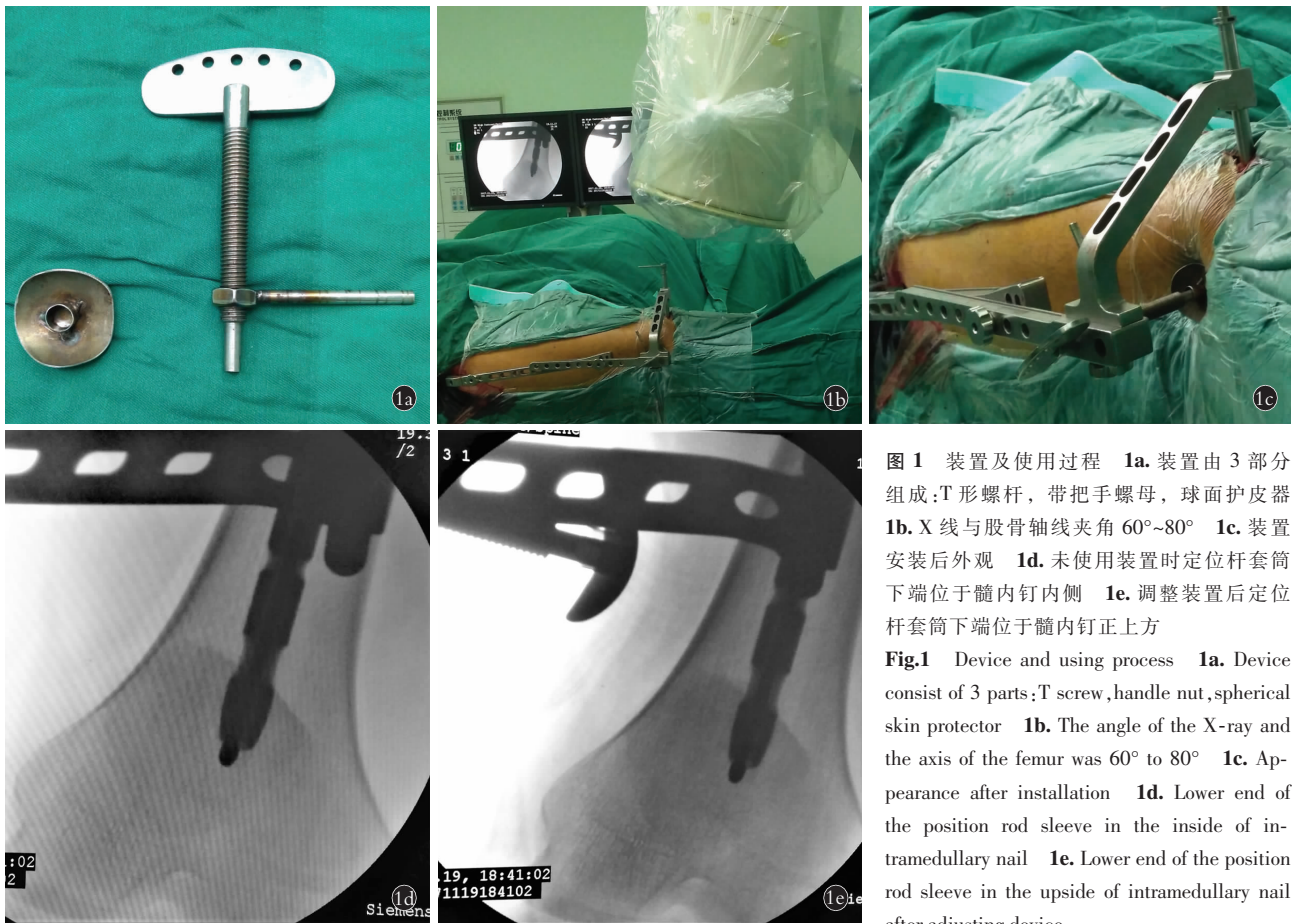 控制系统
1a
1b
1c
19.3
/2
:02
2
1d
Siemens
3 1
1
.19, 18:41:02
71119184102
1e
图 1 装置及使用过程 1a. 装置由 3 部分
组成:T 形螺杆, 带把手螺母, 球面护皮器
1b. X 线与股骨轴线夹角 60°~80° 1c. 装置
安装后外观 1d. 未使用装置时定位杆套筒
下端位于髓内钉内侧 1e. 调整装置后定位
杆套筒下端位于髓内钉正上方
Fig.1 Device and using process 1a. Device
consist of 3 parts:T screw,handle nut,spherical
skin protector 1b. The angle of the X-ray and
the axis of the femur was 60° to 80° 1c. Ap-
pearance after installation 1d. Lower end of
the position rod sleeve in the inside of in-
tramedullary nail 1e. Lower end of the position
rod sleeve in the upside of intramedullary nail
after adjusting device